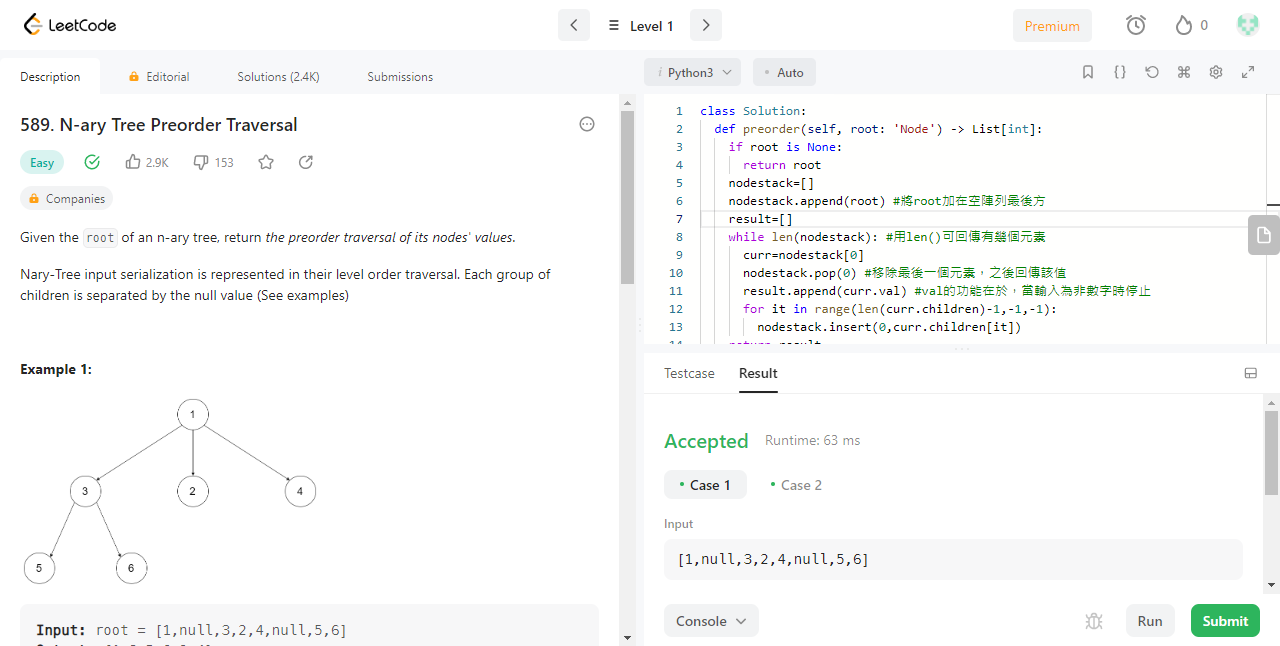 LeetCode
Level 1
Premium
0
Description
Editorial
Solutions (2.4K)
Submissions
589. N-ary Tree Preorder Traversal
Easy
2.9K
153
Companies
Given the root of an n-ary tree, return the preorder traversal of its nodes' values.
Nary-Tree input serialization is represented in their level order traversal. Each group of
children is separated by the null value (See examples)
Example 1:
1
3
2
4
5
6
Input: root = [1,null,3,2,4,null,5,6]
i Python3
Auto
{}
1 class Solution:
2 def preorder(self, root: 'Node') -> List[int]:
3 if root is None:
4 return root
5 nodestack=[]
6 nodestack.append(root) #將root加在空陣列最後方
7 result=[]
8 while len(nodestack): #用len()可回傳有幾個元素
9 curr=nodestack[0]
10 nodestack.pop(0) #移除最後一個元素，之後回傳該值
11 result.append(curr.val) #val的功能在於，當輸入為非數字時停止
12 for it in range(len(curr.children)-1,-1,-1):
13 nodestack.insert(0,curr.children[it])
14 return result
Testcase
Result
Accepted
Runtime: 63 ms
Case 1
Case 2
Input
[1,null,3,2,4,null,5,6]
Console
Run
Submit